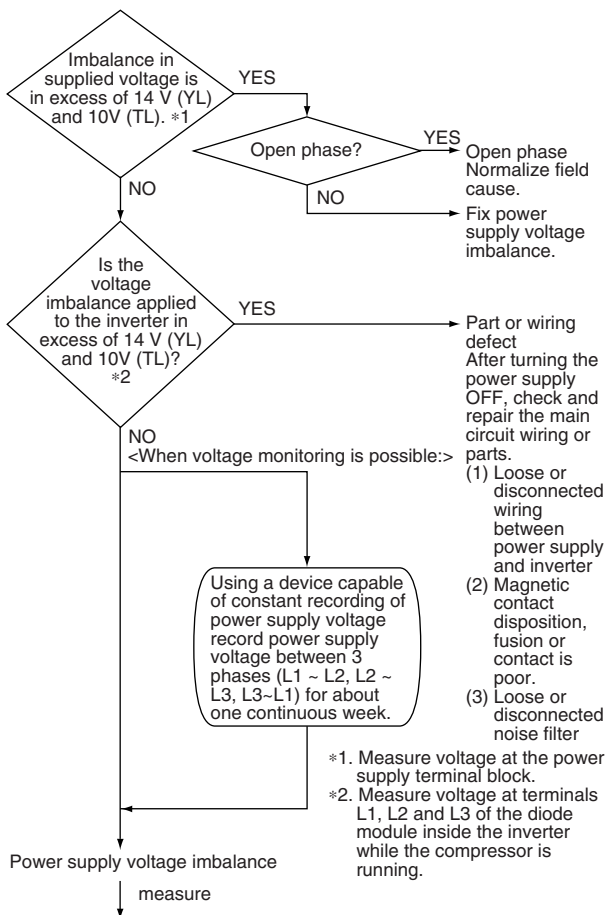 Imbalance in
supplied voltage is
in excess of 14 V (YL)
and 10V (TL). *1
YES
Open phase?
YES
Open phase
Normalize field
cause.
NO
NO
Fix power
supply voltage
imbalance.
Is the
voltage
imbalance applied
to the inverter in
excess of 14 V (YL)
and 10V (TL)?
*2
YES
Part or wiring
defect
After turning the
power supply
OFF, check and
repair the main
circuit wiring or
parts.
(1) Loose or
disconnected
wiring
between
power supply
and inverter
(2) Magnetic
contact
disposition,
fusion or
contact is
poor.
(3) Loose or
disconnected
noise filter
NO
<When voltage monitoring is possible:>
Using a device capable
of constant recording of
power supply voltage
record power supply
voltage between 3
phases (L1 ~ L2, L2 ~
L3, L3~L1) for about
one continuous week.
*1. Measure voltage at the power
supply terminal block.
*2. Measure voltage at terminals
L1, L2 and L3 of the diode
module inside the inverter
while the compressor is
running.
Power supply voltage imbalance
measure